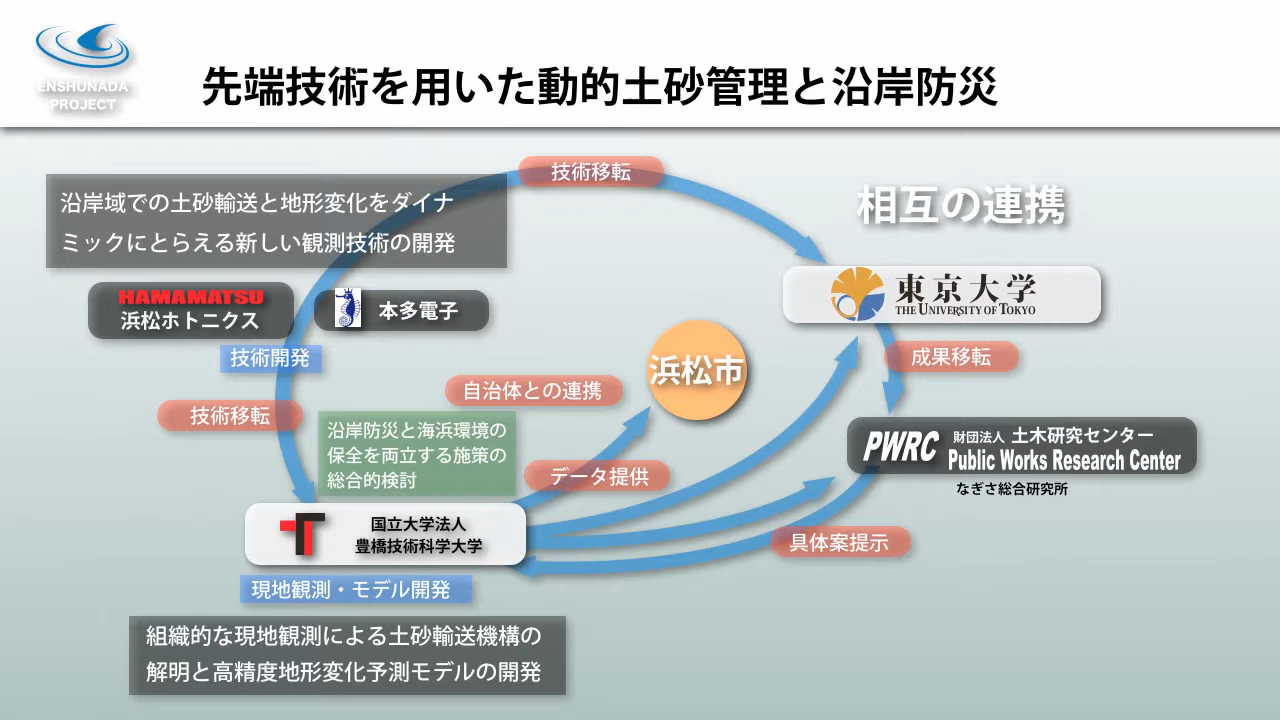 ENSHUNADA
PROJECT
先端技術を用いた動的土砂管理と沿岸防災
技術移転
沿岸域での土砂輸送と地形変化をダイナ
ミックにとらえる新しい観測技術の開発
相互の連携
HAMAMATSU
浜松ホトニクス
本多電子
東京大学
THE UNIVERSITY OF TOKYO
技術開発
成果移転
浜松市
自治体との連携
技術移転
沿岸防災と海浜環境の
保全を両立する施策の
総合的検討
データ提供
PWRC 財団法人 土木研究センター
Public Works Research Center
なぎさ総合研究所
国立大学法人
豊橋技術科学大学
具体案提示
現地観測・モデル開発
組織的な現地観測による土砂輸送機構の
解明と高精度地形変化予測モデルの開発